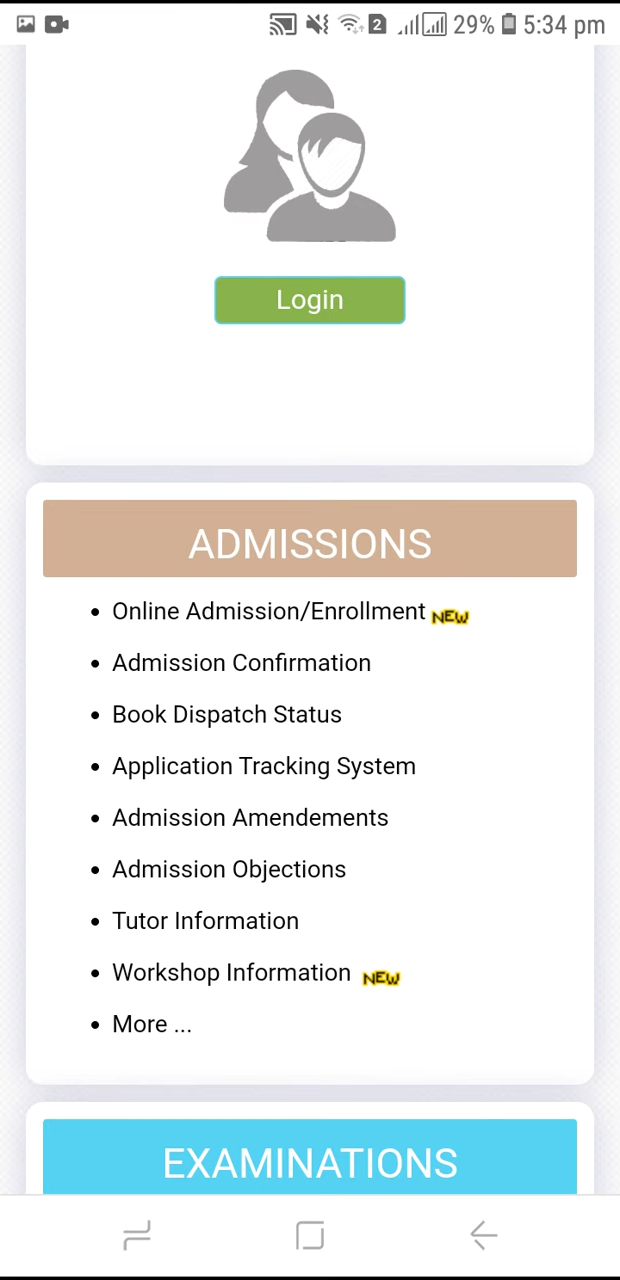 2 29% 5:34 pm
Login
ADMISSIONS
Online Admission/Enrollment NEW
Admission Confirmation
Book Dispatch Status
Application Tracking System
Admission Amendements
Admission Objections
Tutor Information
Workshop Information NEW
More ...
EXAMINATIONS